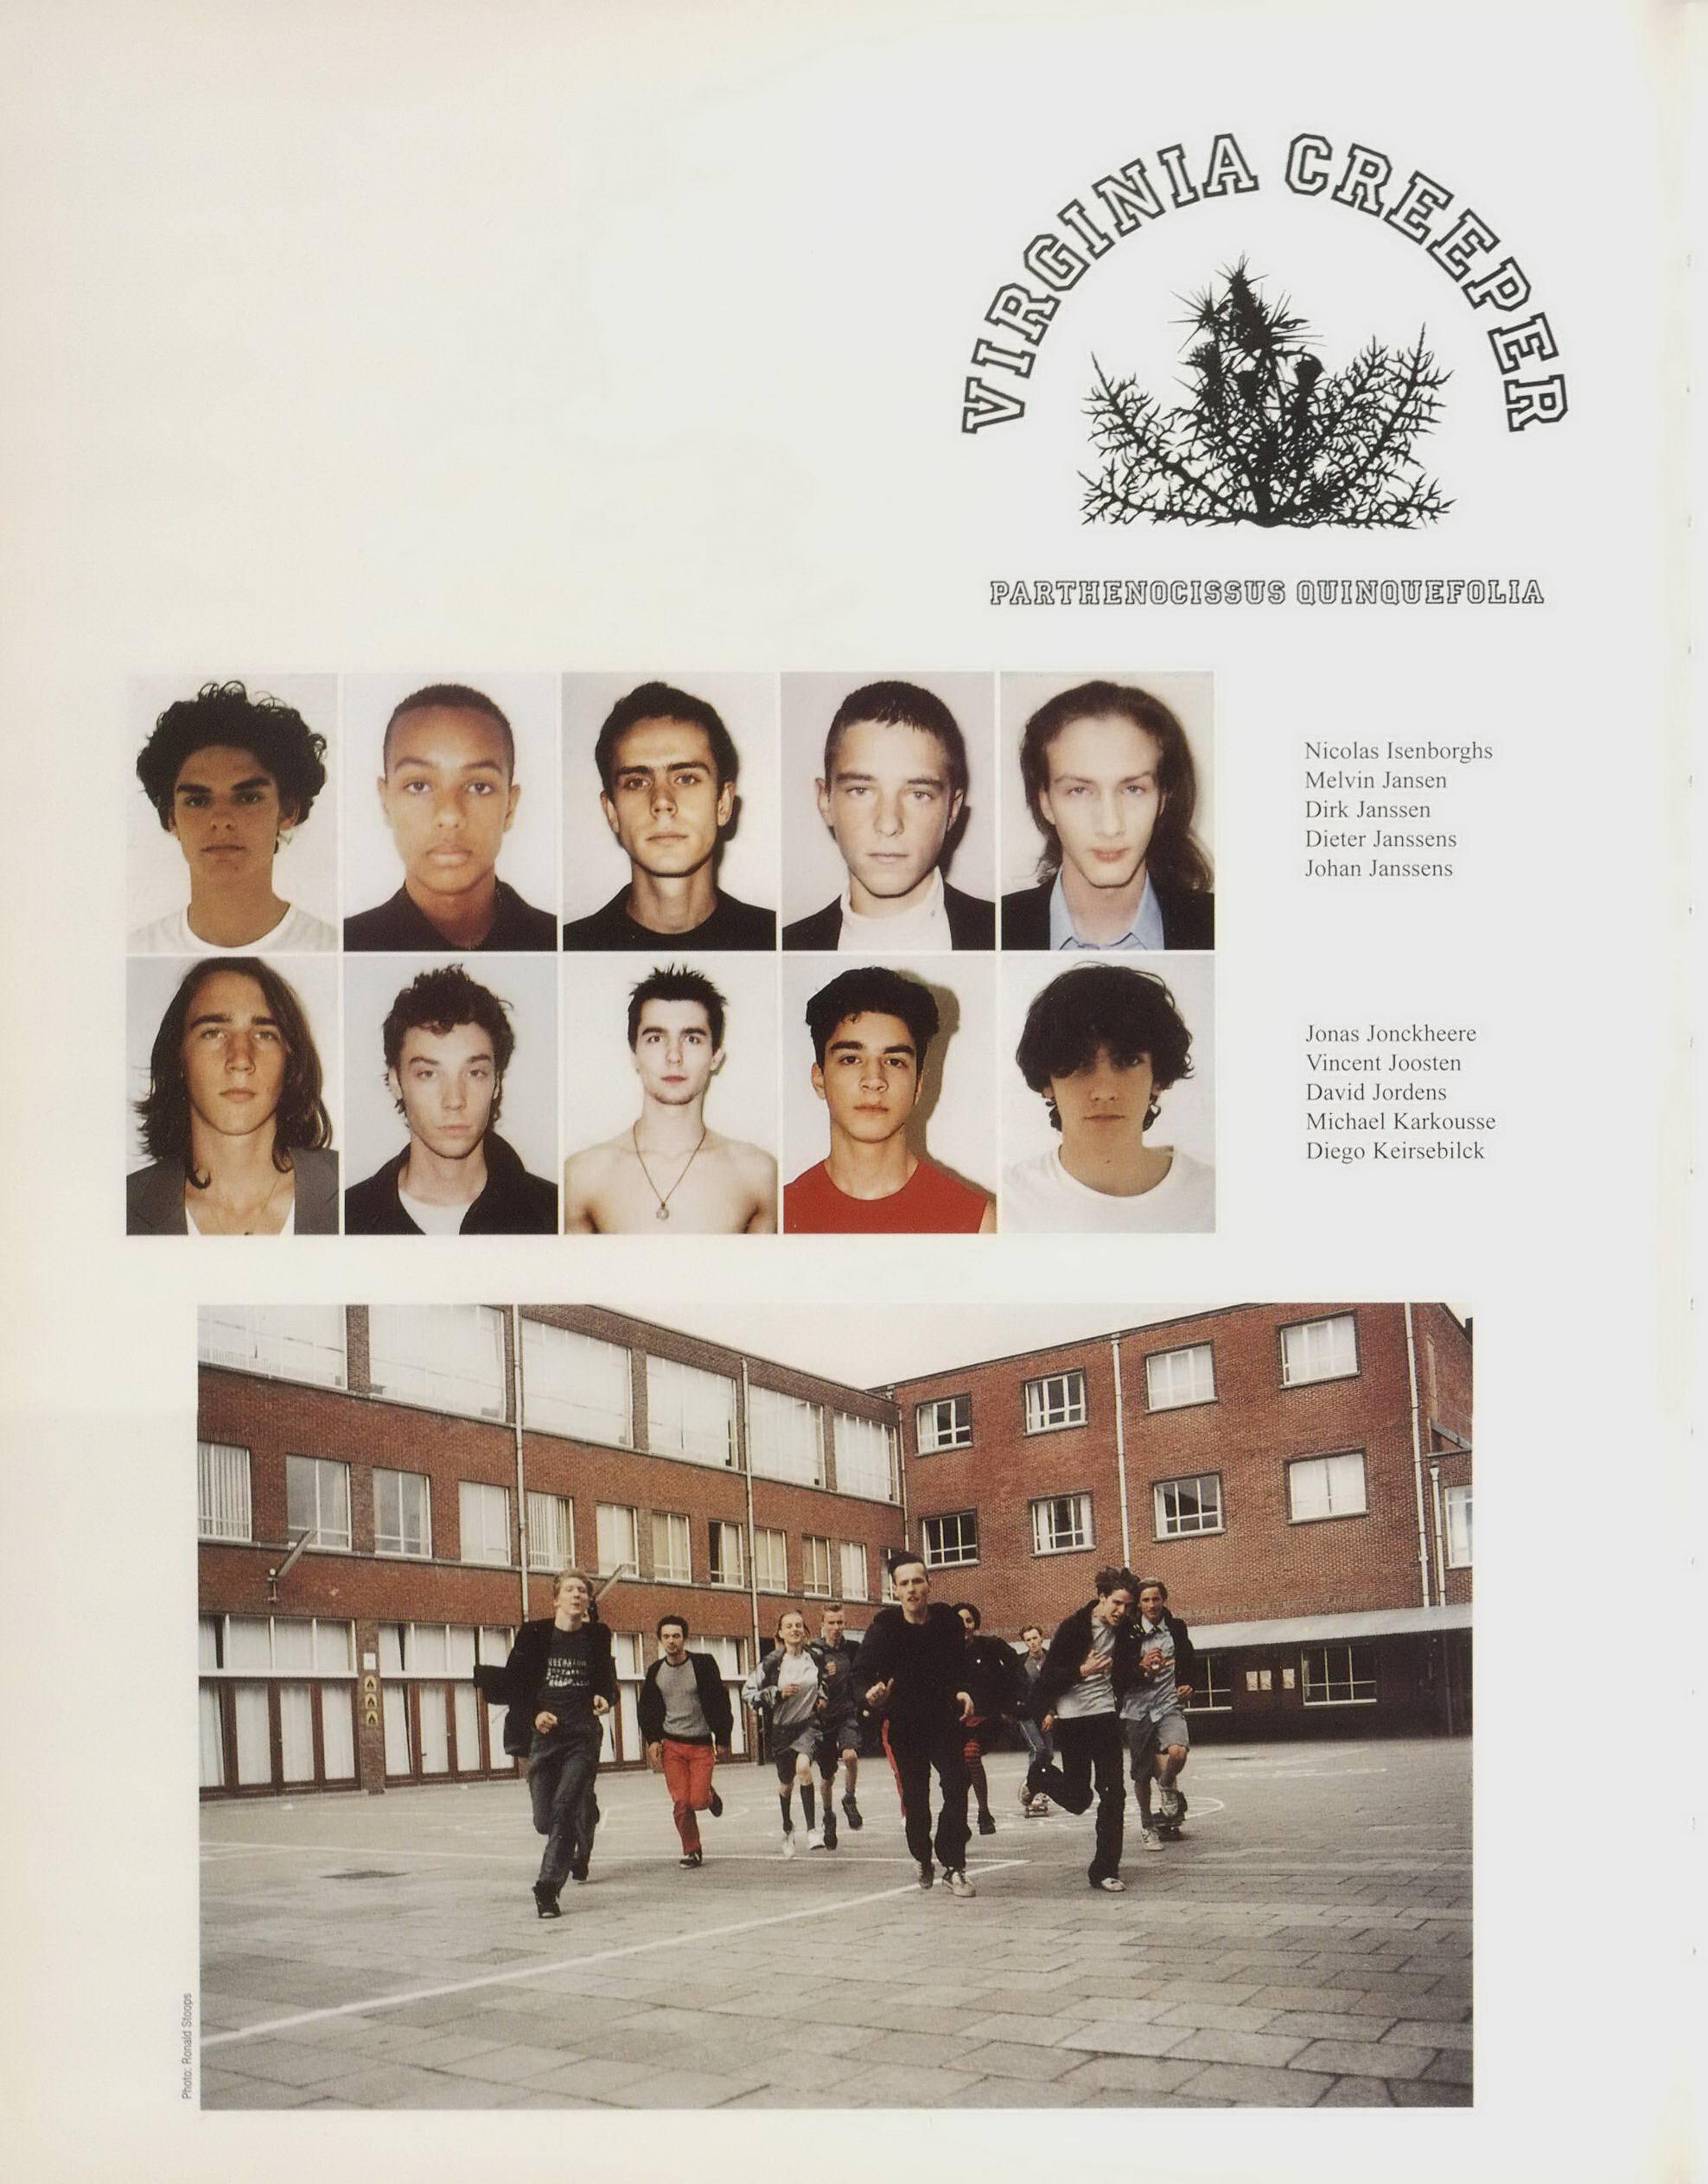 VIRGINIA CREEPER
PARTHENOCISSUS QUINQUEFOLIA
Nicolas Isenborghs
Melvin Jansen
Dirk Janssen
Dieter Janssens
Johan Janssens
Jonas Jonckheere
Vincent Joosten
David Jordens
Michael Karkousse
Diego Keirsebilck
Photo: Ronald Stoops